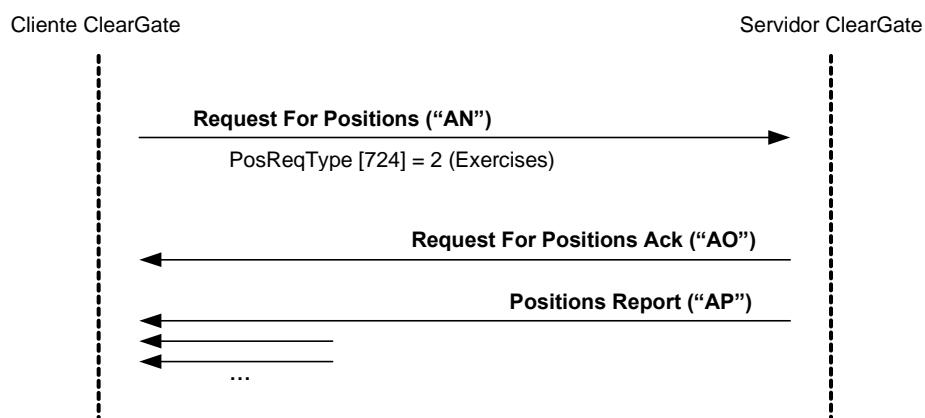 Cliente ClearGate
Servidor ClearGate
Request For Positions (“AN”)
PosReqType [724] = 2 (Exercises)
Request For Positions Ack (“AO”)
Positions Report (“AP”)
…